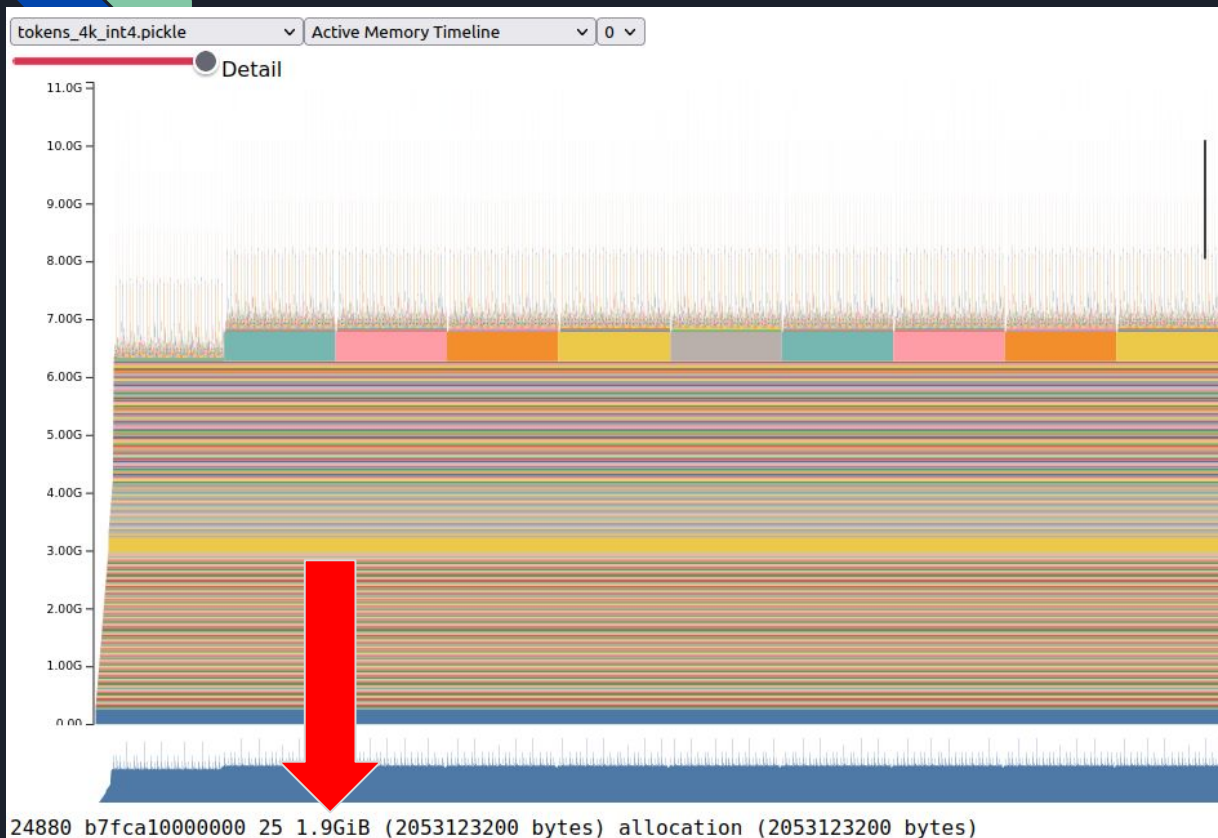 tokens_4k_int4.pickle Active Memory Timeline 0
Detail
11.0G
10.0G
9.00G
8.00G
7.00G
6.00G
5.00G
4.00G
3.00G
2.00G
1.00G
0.00
24880 b7fca10000000 25 1.9GiB (2053123200 bytes) allocation (2053123200 bytes)